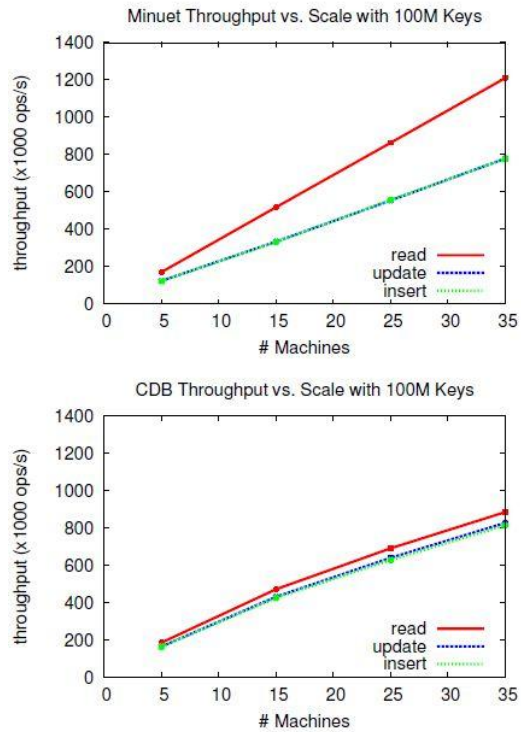 Minuet Throughput vs. Scale with 100M Keys
throughput (x1000 ops/s)
1400
1200
1000
800
600
400
200
0
read
update
insert
0 5 10 15 20 25 30 35
# Machines
CDB Throughput vs. Scale with 100M Keys
throughput (x1000 ops/s)
1400
1200
1000
800
600
400
200
0
read
update
insert
0 5 10 15 20 25 30 35
# Machines